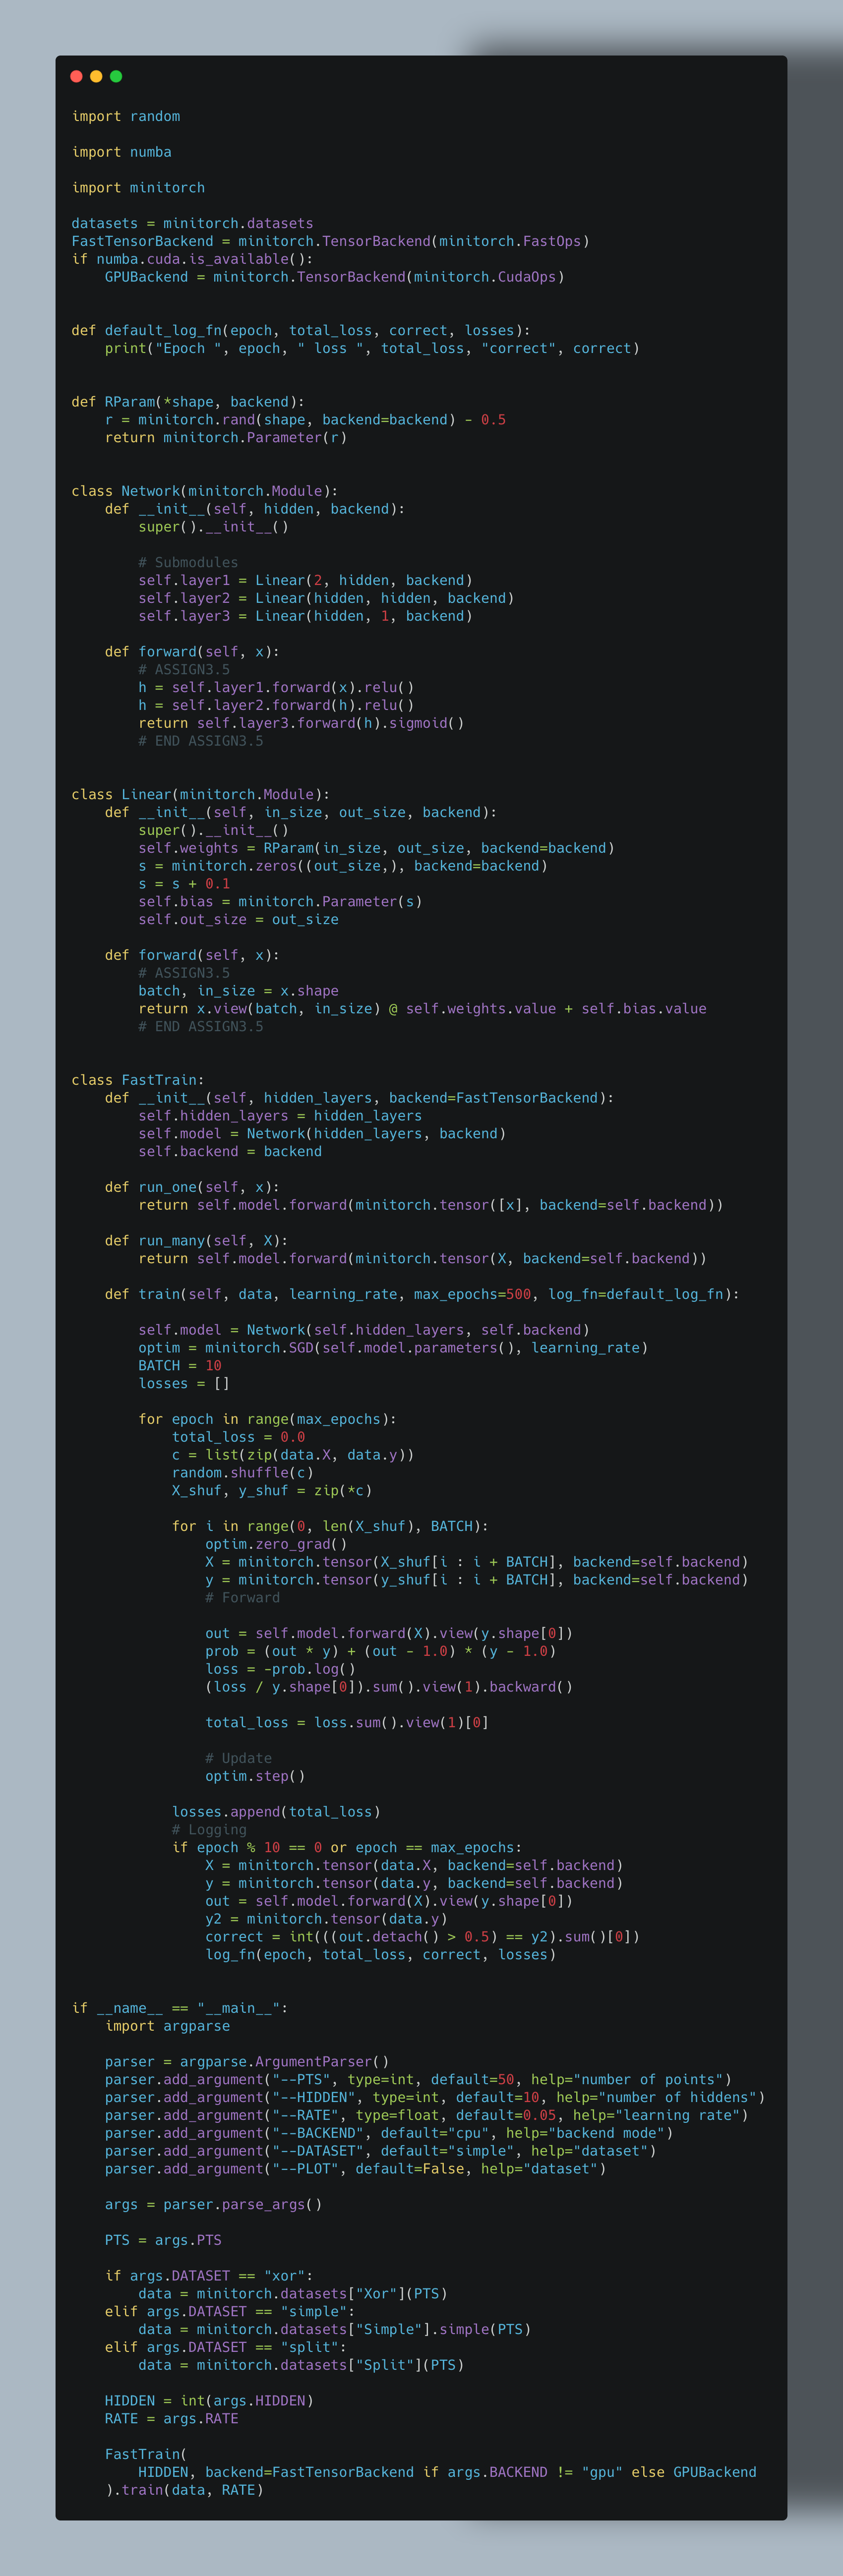 import random
import numba
import minitorch
datasets = minitorch.datasets
FastTensorBackend = minitorch.TensorBackend(minitorch.FastOps)
if numba.cuda.is_available():
    GPUBackend = minitorch.TensorBackend(minitorch.CudaOps)
def default_log_fn(epoch, total_loss, correct, losses):
    print("Epoch ", epoch, " loss ", total_loss, "correct", correct)
def RParam(*shape, backend):
    r = minitorch.rand(shape, backend=backend) - 0.5
    return minitorch.Parameter(r)
class Network(minitorch.Module):
    def __init__(self, hidden, backend):
        super().__init__()
        # Submodules
        self.layer1 = Linear(2, hidden, backend)
        self.layer2 = Linear(hidden, hidden, backend)
        self.layer3 = Linear(hidden, 1, backend)
    def forward(self, x):
        # ASSIGN3.5
        h = self.layer1.forward(x).relu()
        h = self.layer2.forward(h).relu()
        return self.layer3.forward(h).sigmoid()
        # END ASSIGN3.5
class Linear(minitorch.Module):
    def __init__(self, in_size, out_size, backend):
        super().__init__()
        self.weights = RParam(in_size, out_size, backend=backend)
        s = minitorch.zeros((out_size,), backend=backend)
        s = s + 0.1
        self.bias = minitorch.Parameter(s)
        self.out_size = out_size
    def forward(self, x):
        # ASSIGN3.5
        batch, in_size = x.shape
        return x.view(batch, in_size) @ self.weights.value + self.bias.value
        # END ASSIGN3.5
class FastTrain:
    def __init__(self, hidden_layers, backend=FastTensorBackend):
        self.hidden_layers = hidden_layers
        self.model = Network(hidden_layers, backend)
        self.backend = backend
    def run_one(self, x):
        return self.model.forward(minitorch.tensor([x], backend=self.backend))
    def run_many(self, X):
        return self.model.forward(minitorch.tensor(X, backend=self.backend))
    def train(self, data, learning_rate, max_epochs=500, log_fn=default_log_fn):
        self.model = Network(self.hidden_layers, self.backend)
        optim = minitorch.SGD(self.model.parameters(), learning_rate)
        BATCH = 10
        losses = []
        for epoch in range(max_epochs):
            total_loss = 0.0
            c = list(zip(data.X, data.y))
            random.shuffle(c)
            X_shuf, y_shuf = zip(*c)
            for i in range(0, len(X_shuf), BATCH):
                optim.zero_grad()
                X = minitorch.tensor(X_shuf[i : i + BATCH], backend=self.backend)
                y = minitorch.tensor(y_shuf[i : i + BATCH], backend=self.backend)
                # Forward
                out = self.model.forward(X).view(y.shape[0])
                prob = (out * y) + (out - 1.0) * (y - 1.0)
                loss = -prob.log()
                (loss / y.shape[0]).sum().view(1).backward()
                total_loss = loss.sum().view(1)[0]
                # Update
                optim.step()
            losses.append(total_loss)
            # Logging
            if epoch % 10 == 0 or epoch == max_epochs:
                X = minitorch.tensor(data.X, backend=self.backend)
                y = minitorch.tensor(data.y, backend=self.backend)
                out = self.model.forward(X).view(y.shape[0])
                y2 = minitorch.tensor(data.y)
                correct = int(((out.detach() > 0.5) == y2).sum()[0])
                log_fn(epoch, total_loss, correct, losses)
if __name__ == "__main__":
    import argparse
    parser = argparse.ArgumentParser()
    parser.add_argument("--PTS", type=int, default=50, help="number of points")
    parser.add_argument("--HIDDEN", type=int, default=10, help="number of hiddens")
    parser.add_argument("--RATE", type=float, default=0.05, help="learning rate")
    parser.add_argument("--BACKEND", default="cpu", help="backend mode")
    parser.add_argument("--DATASET", default="simple", help="dataset")
    parser.add_argument("--PLOT", default=False, help="dataset")
    args = parser.parse_args()
    PTS = args.PTS
    if args.DATASET == "xor":
        data = minitorch.datasets["Xor"](PTS)
    elif args.DATASET == "simple":
        data = minitorch.datasets["Simple"].simple(PTS)
    elif args.DATASET == "split":
        data = minitorch.datasets["Split"](PTS)
    HIDDEN = int(args.HIDDEN)
    RATE = args.RATE
    FastTrain(
        HIDDEN, backend=FastTensorBackend if args.BACKEND != "gpu" else GPUBackend
    ).train(data, RATE)